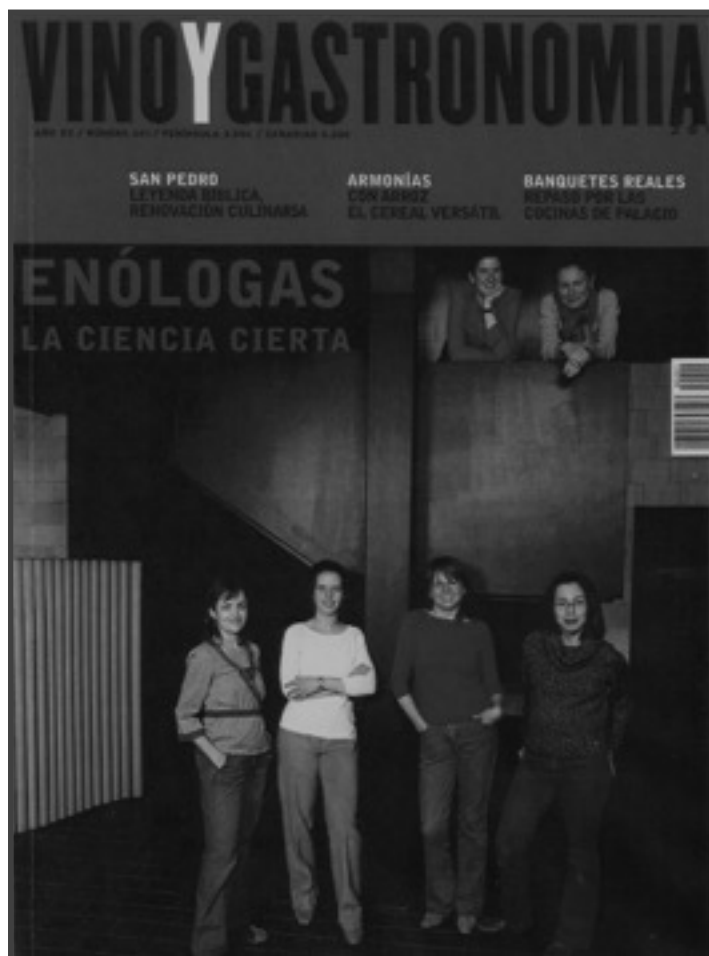 VINOYGASTRONOMIA
SAN PEDRO
LEYENDA BÍBLICA,
RENOVACIÓN CULINARIA
ARMONÍAS
CON ARROZ
EL CEREAL VERSÁTIL
BANQUETES REALES
REPASO POR LAS
COCINAS DE PALACIO
ENÓLOGAS
LA CIENCIA CIERTA